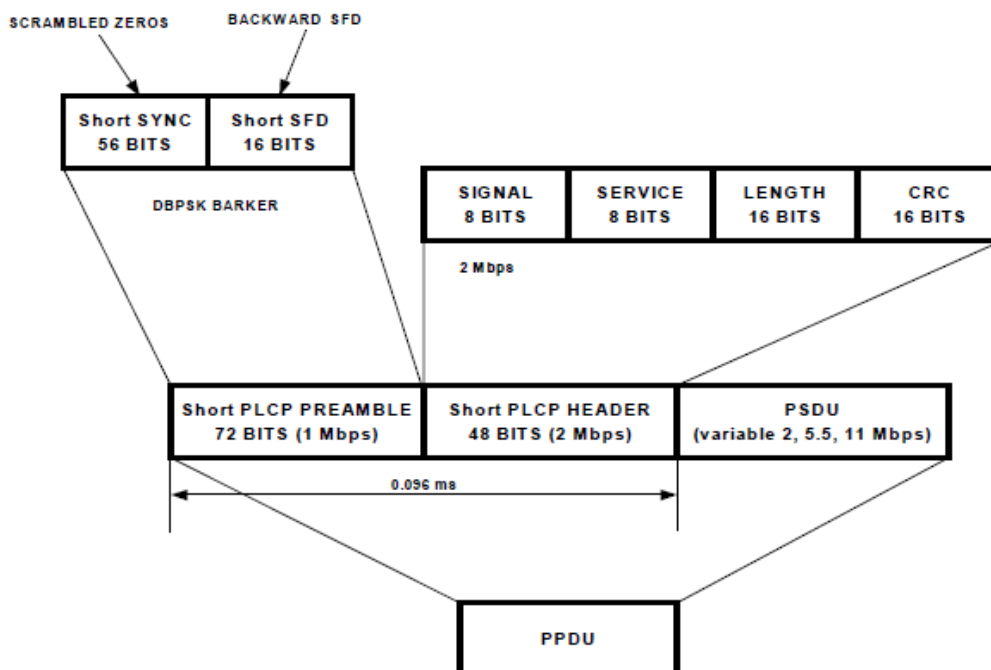 SCRAMBLED ZEROS
BACKWARD SFD
Short SYNC
56 BITS
Short SFD
16 BITS
DBPSK BARKER
SIGNAL
8 BITS
SERVICE
8 BITS
LENGTH
16 BITS
CRC
16 BITS
2 Mbps
Short PLCP PREAMBLE
72 BITS (1 Mbps)
Short PLCP HEADER
48 BITS (2 Mbps)
PSDU
(variable 2, 5.5, 11 Mbps)
0.096 ms
PPDU